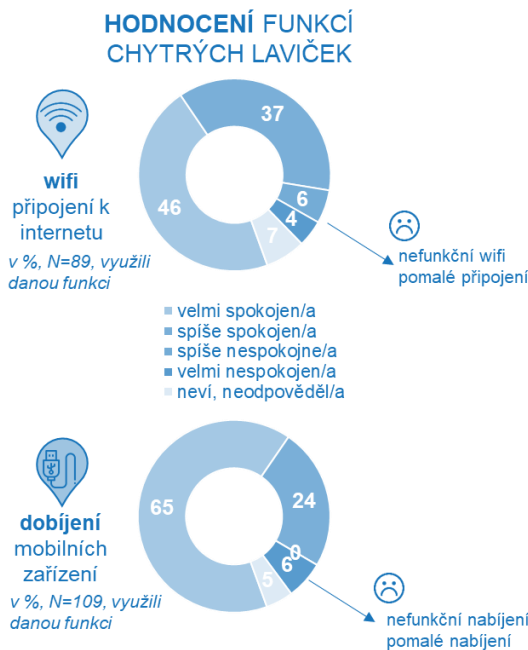 HODNOCENÍ FUNKCÍ
CHYTRÝCH LAVIČEK
wifi
připojení k
internetu
v %, N=89, využili
danou funkci
37
6
4
7
46
nefunkční wifi
pomalé připojení
velmi spokojen/a
spíše spokojen/a
spíše nespokojne/a
velmi nespokojen/a
neví, neodpověděl/a
dobíjení
mobilních
zařízení
v %, N=109, využili
danou funkci
65
24
0
6
5
nefunkční nabíjení
pomalé nabíjení